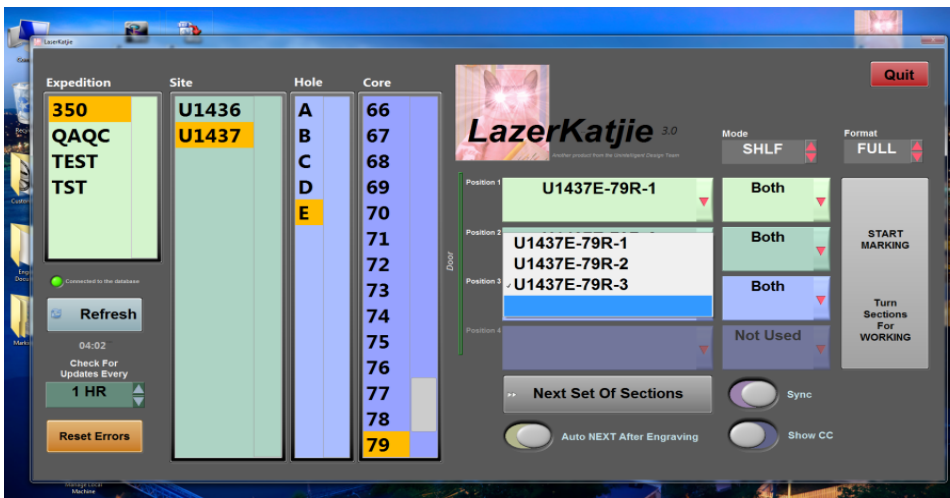 LazerKatjie
Expedition
Site
Hole
Core
350
QAQC
TEST
TST
U1436
U1437
A
B
C
D
E
66
67
68
69
70
71
72
73
74
75
76
77
78
79
Connected to the database
Refresh
04:02
Check For
Updates Every
1 HR
Reset Errors
Quit
LazerKatjie 3.0
Another product from the Unintelligent Design Team
Mode
SHLF
Format
FULL
Door
Position 1
U1437E-79R-1
Both
Position 2
Both
U1437E-79R-1
U1437E-79R-2
✓U1437E-79R-3
Position 3
Both
Position 4
Not Used
START
MARKING
Turn
Sections
For
WORKING
>> Next Set Of Sections
Sync
Auto NEXT After Engraving
Show CC
Manage Local
Machine